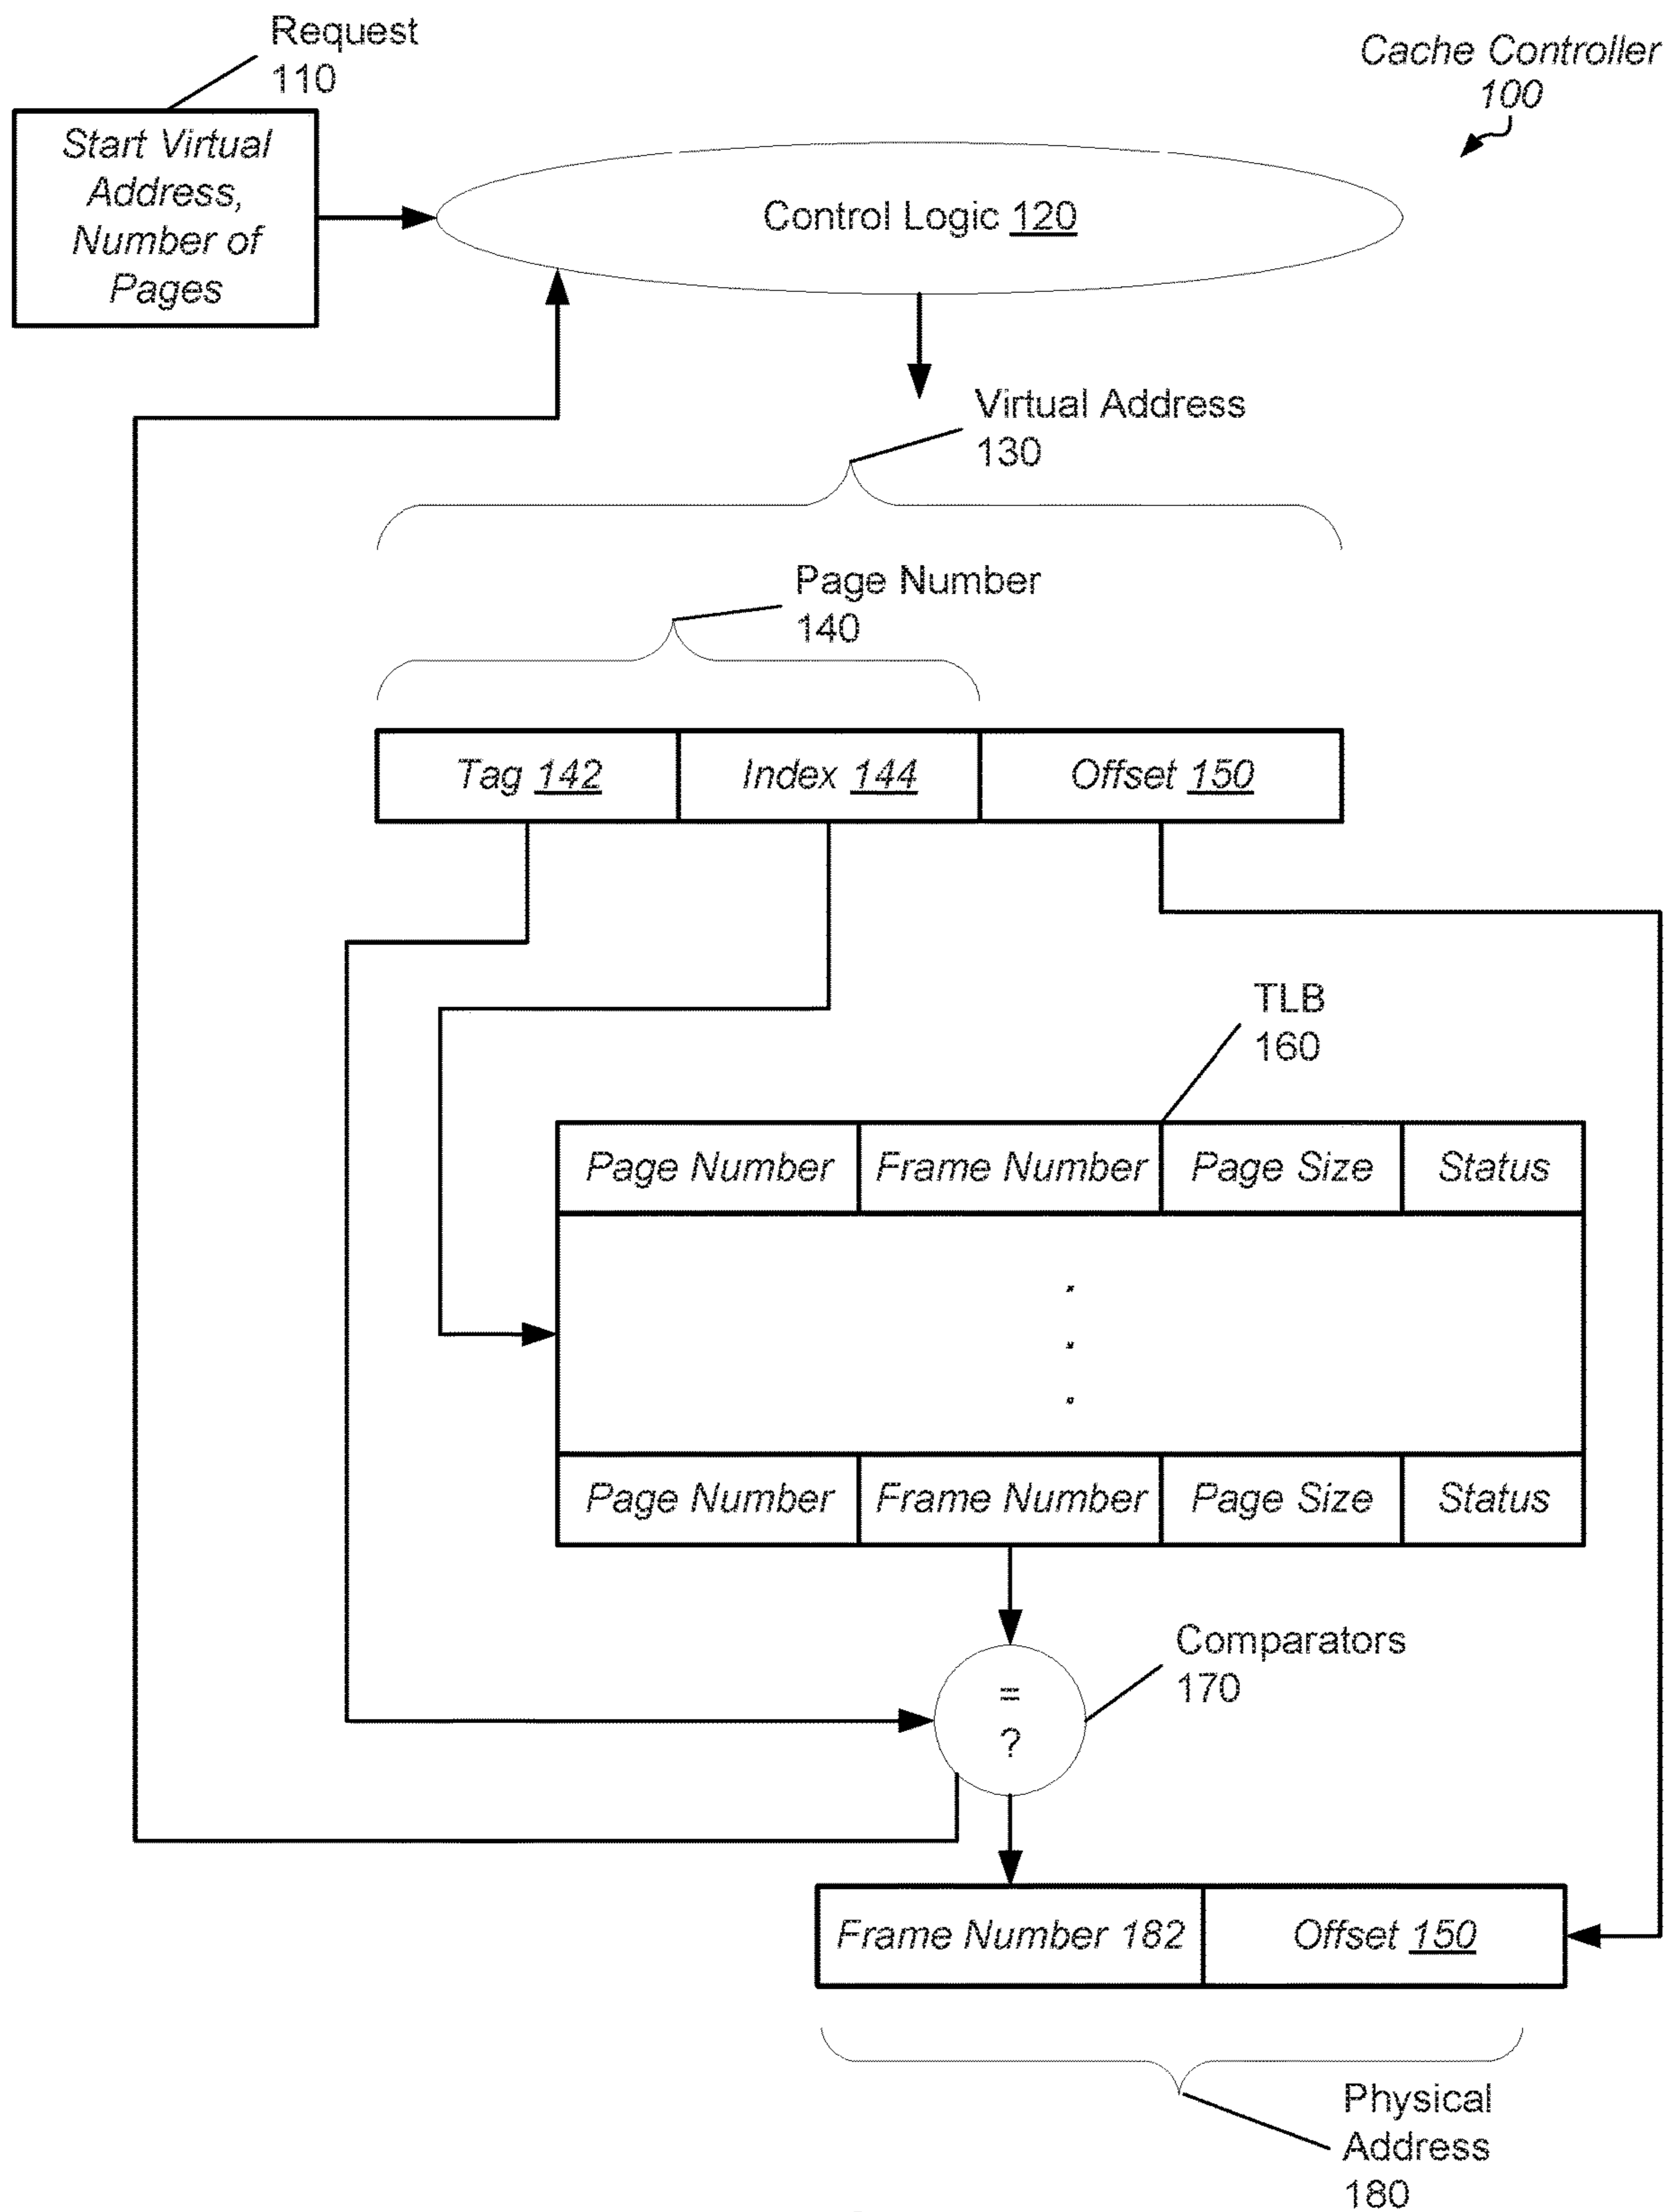 Request
110
Cache Controller
100
Start Virtual
Address,
Number of
Pages
Control Logic 120
Virtual Address
130
Page Number
140
Tag 142 Index 144 Offset 150
TLB
160
Page Number Frame Number Page Size Status
Page Number Frame Number Page Size Status
Comparators
170
=
?
Frame Number 182 Offset 150
Physical
Address
180